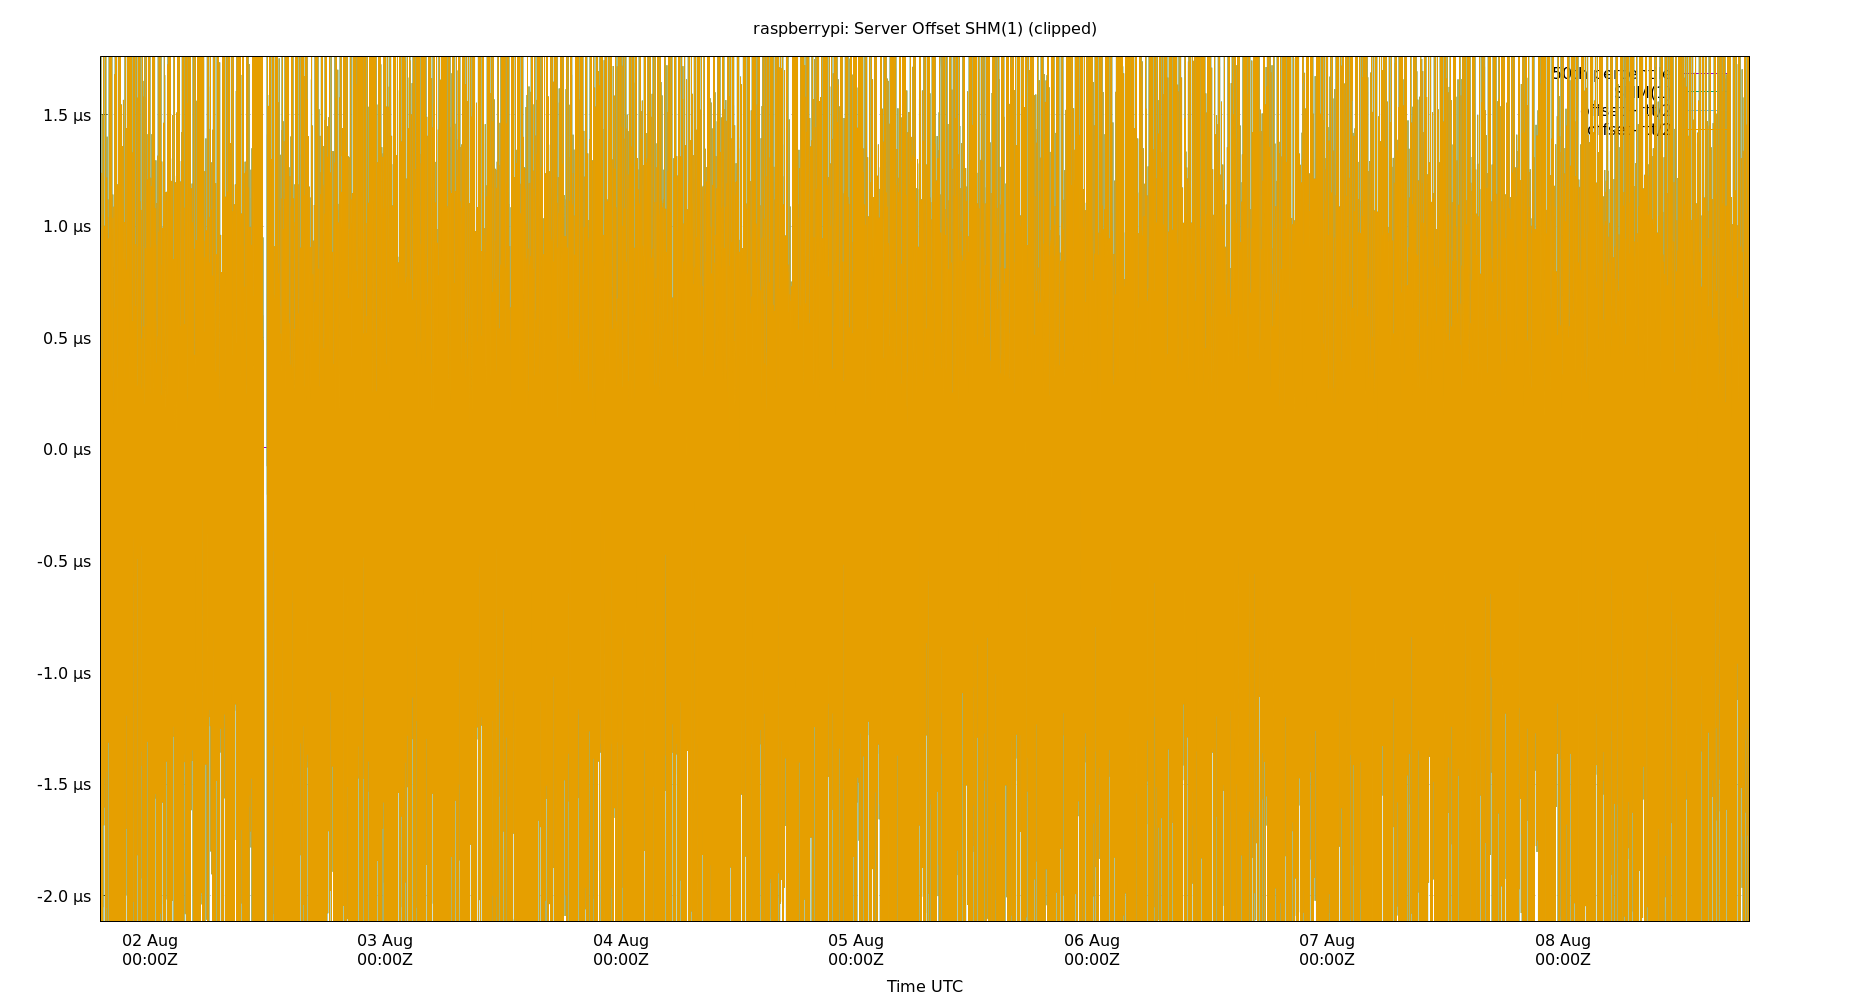 raspberrypi: Server Offset SHM(1) (clipped)
1.5 μs
1.0 μs
0.5 μs
0.0 μs
-0.5 μs
-1.0 μs
-1.5 μs
-2.0 μs
02 Aug 03 Aug 04 Aug 05 Aug 06 Aug 07 Aug 08 Aug
00:00Z 00:00Z 00:00Z 00:00Z 00:00Z 00:00Z 00:00Z
Time UTC